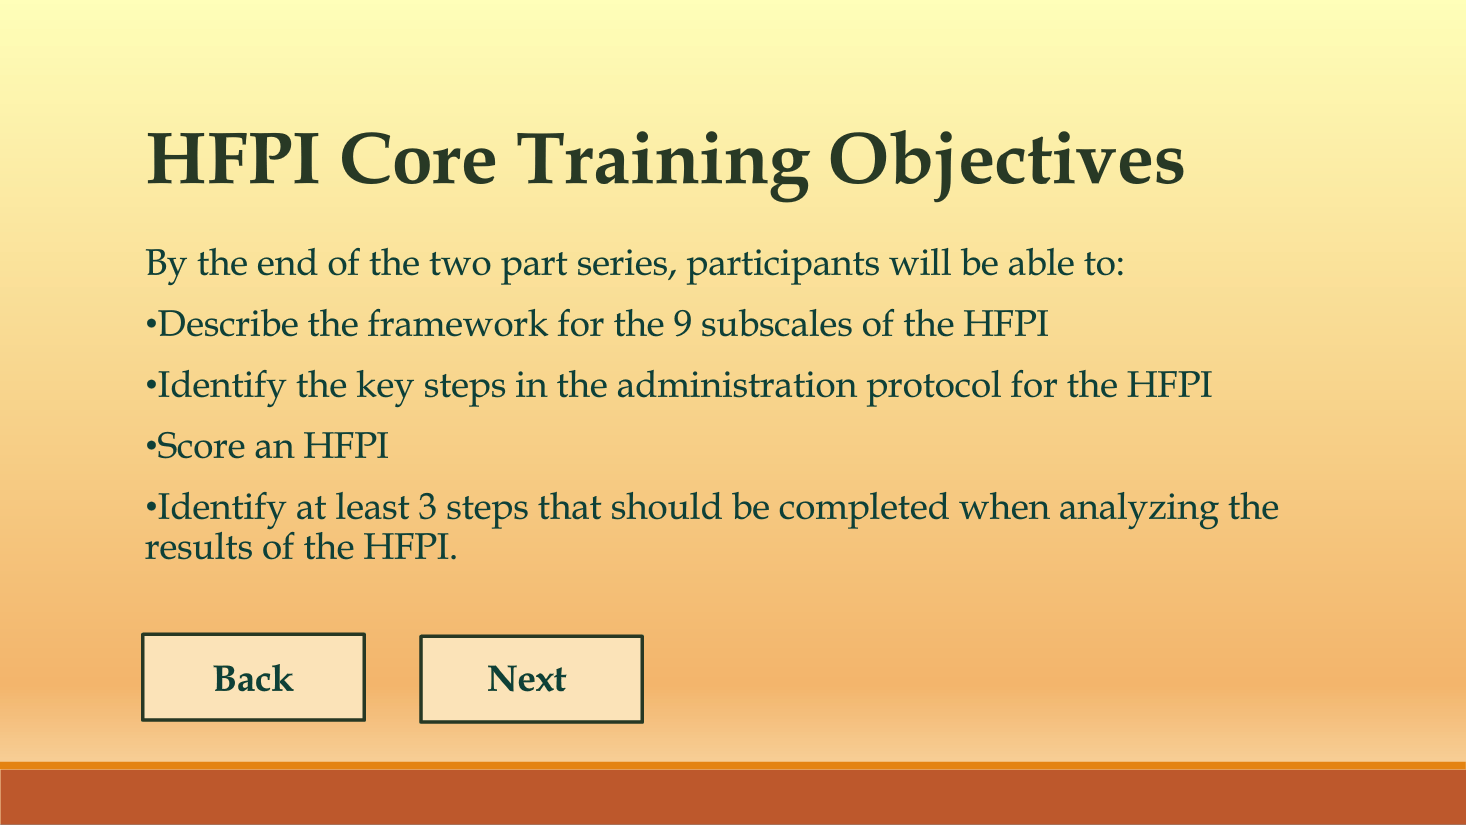 HFPI Core Training Objectives
By the end of the two part series, participants will be able to:
•Describe the framework for the 9 subscales of the HFPI
•Identify the key steps in the administration protocol for the HFPI
•Score an HFPI
•Identify at least 3 steps that should be completed when analyzing the
results of the HFPI.
Back
Next